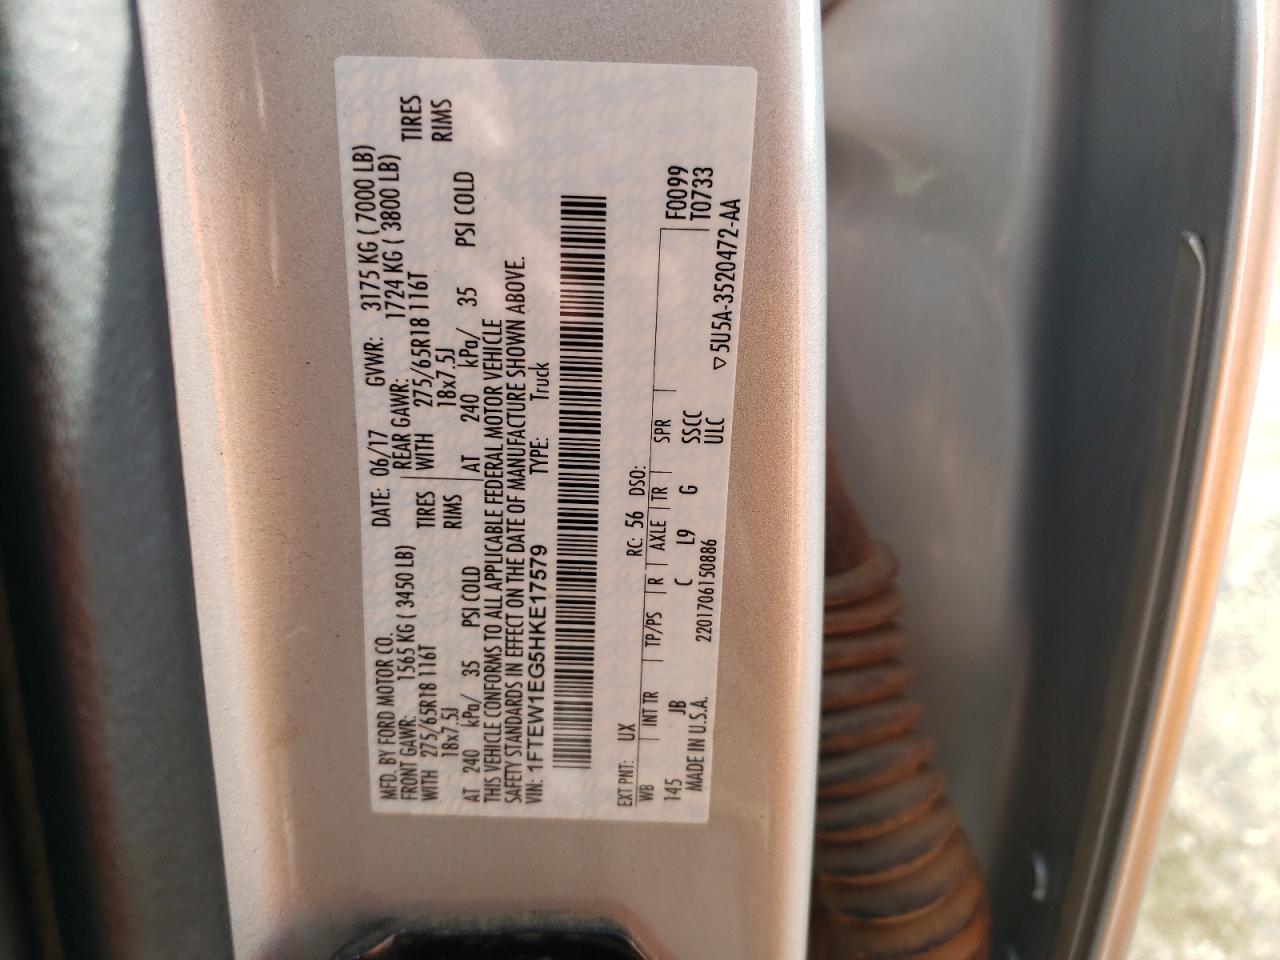 MFD. BY FORD MOTOR CO. DATE: 06/17 GVWR: 3175 KG ( 7000 LB)
FRONT GAWR: 1565 KG ( 3450 LB) REAR GAWR: 1724 KG ( 3800 LB)
WITH 275/65R18 116T TIRES WITH 275/65R18 116T TIRES
18x7.5J RIMS 18x7.5J RIMS
AT 240 kPa/ 35 PSI COLD AT 240 kPa/ 35 PSI COLD
THIS VEHICLE CONFORMS TO ALL APPLICABLE FEDERAL MOTOR VEHICLE
SAFETY STANDARDS IN EFFECT ON THE DATE OF MANUFACTURE SHOWN ABOVE.
VIN: 1FTEW1EG5HKE17579 TYPE: Truck
EXT PNT: UX RC: 56 DSO:
WB INT TR TP/PS R AXLE TR SPR F0099
145 JB C L9 G SSCC T0733
MADE IN U.S.A. 2201706150886 ULC ▽5U5A-3520472-AA